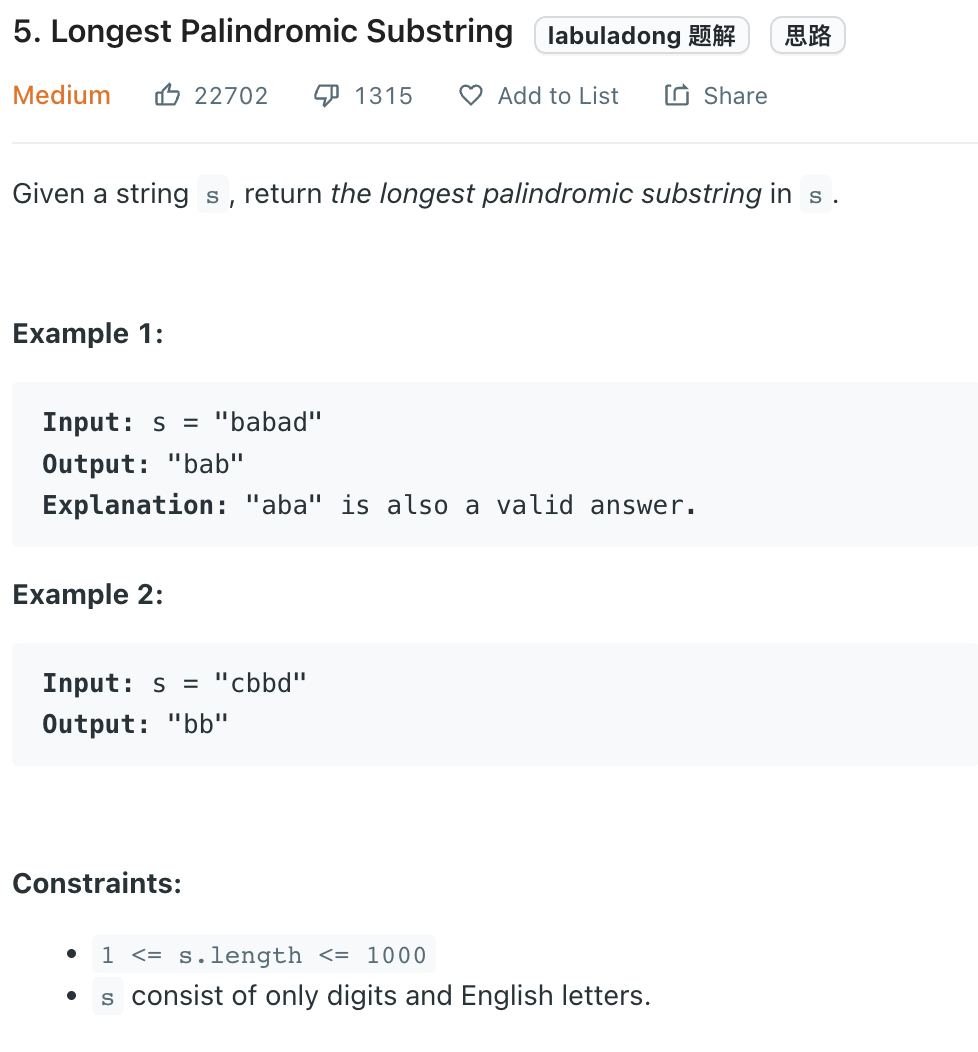 5. Longest Palindromic Substring labuladong 题解 思路
Medium 22702 1315 Add to List Share
Given a string s, return the longest palindromic substring in s.
Example 1:
Input: s = "babad"
Output: "bab"
Explanation: "aba" is also a valid answer.
Example 2:
Input: s = "cbbd"
Output: "bb"
Constraints:
1 <= s.length <= 1000
s consist of only digits and English letters.